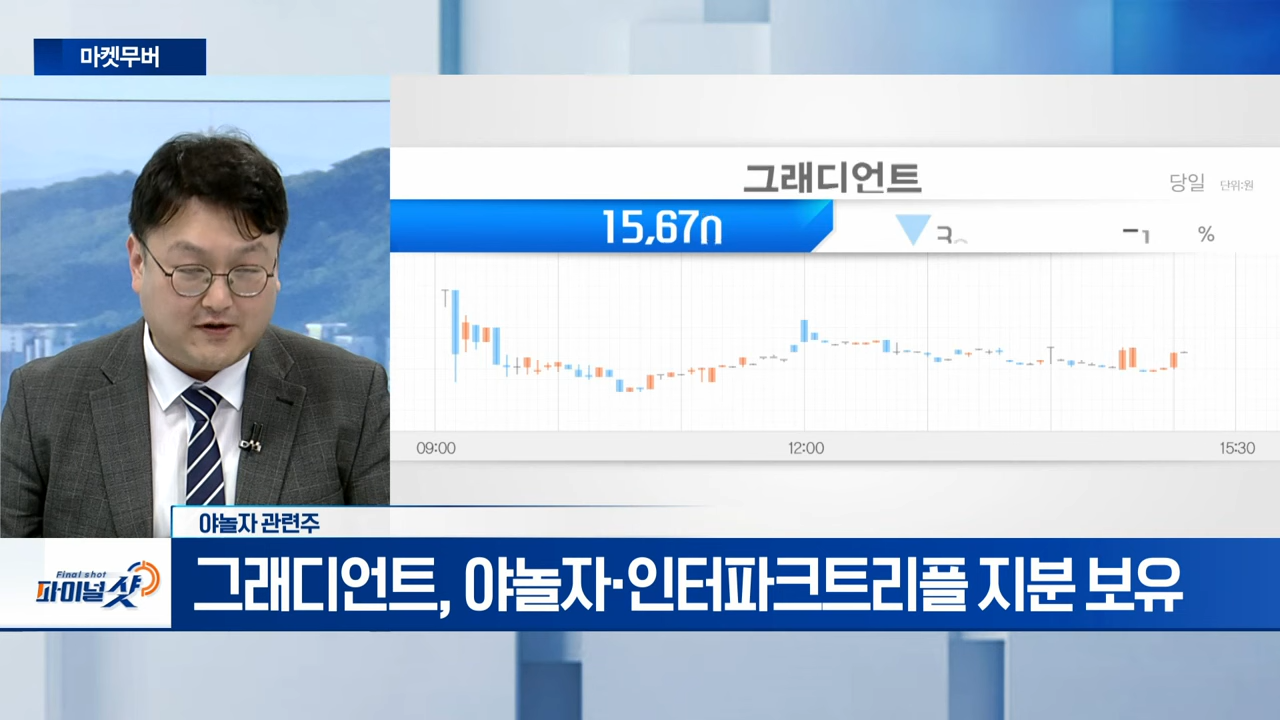 마켓무버
그래디언트
당일 단위:원
15,67
%
09:00 12:00 15:30
야놀자 관련주
Final shot
파이널샷
그래디언트, 야놀자·인터파크트리플 지분 보유